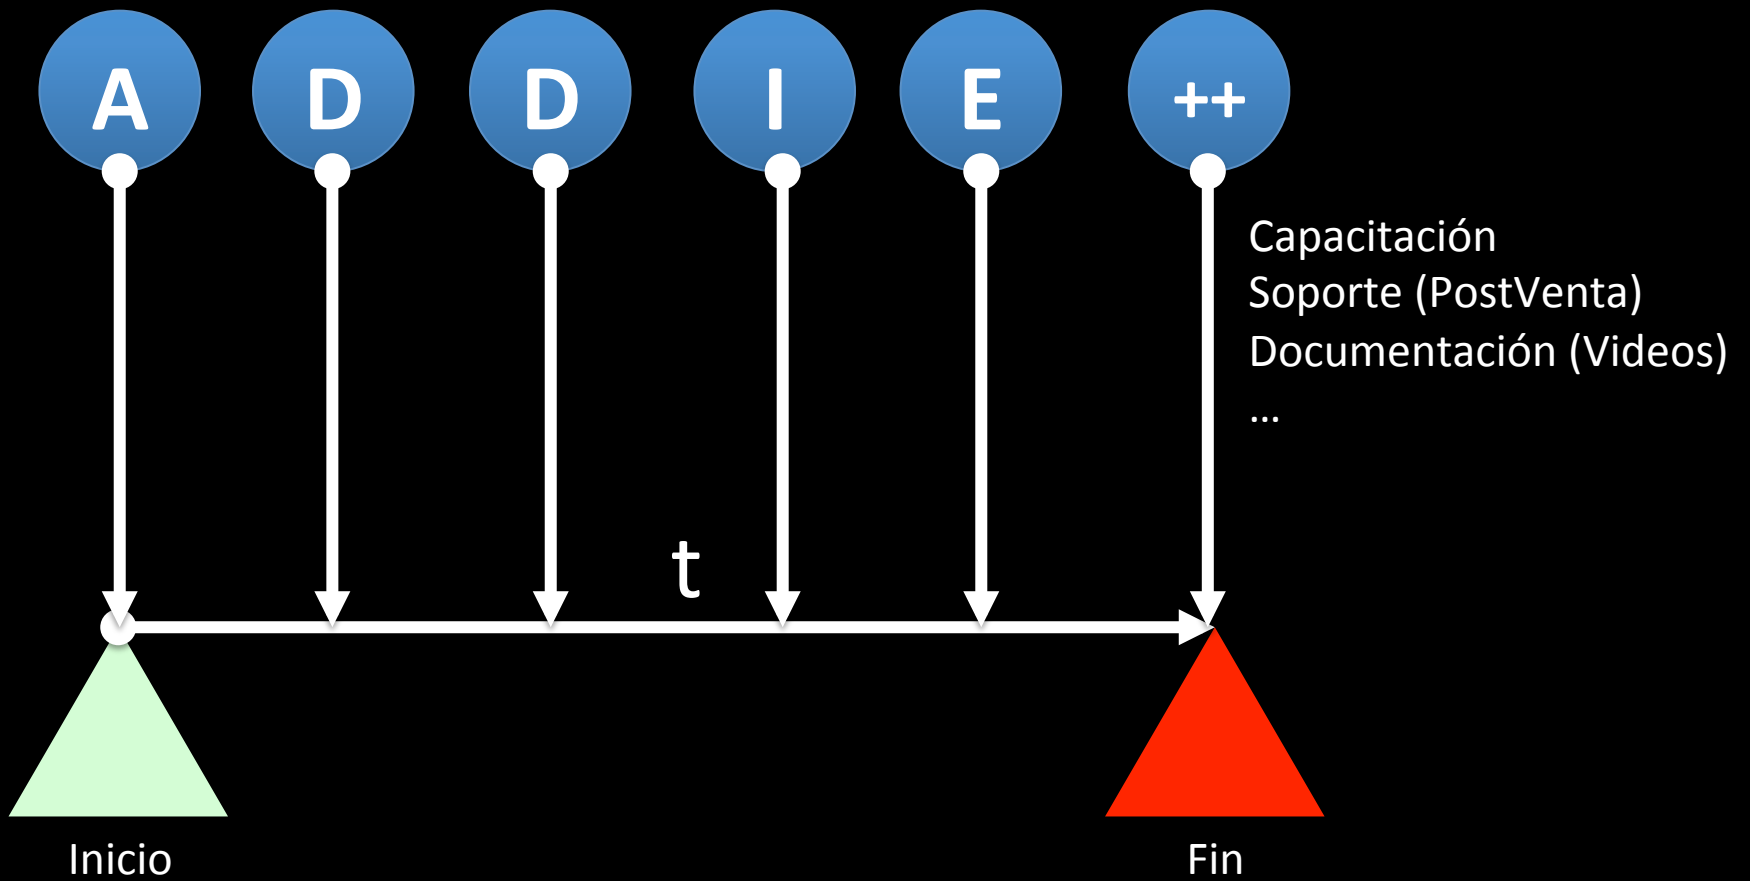 A D D I E ++
Capacitación
Soporte (PostVenta)
Documentación (Videos)
...
t
Inicio
Fin